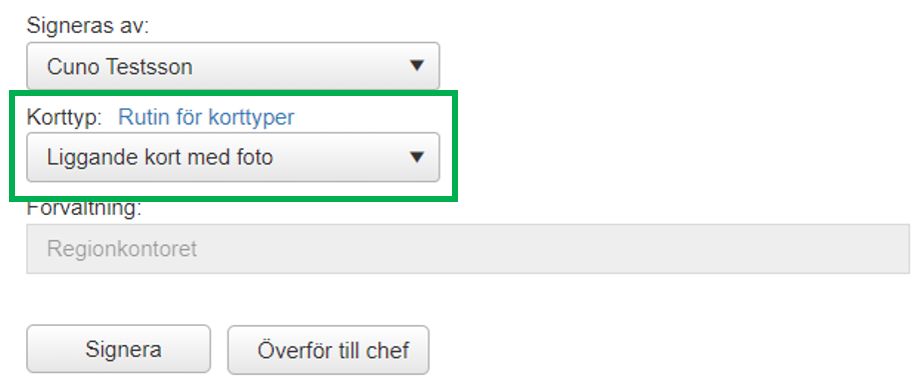 Signeras av:
Cuno Testsson
Korttyp: Rutin för korttyper
Liggande kort med foto
Förvaltning:
Regionkontoret
Signera Överför till chef